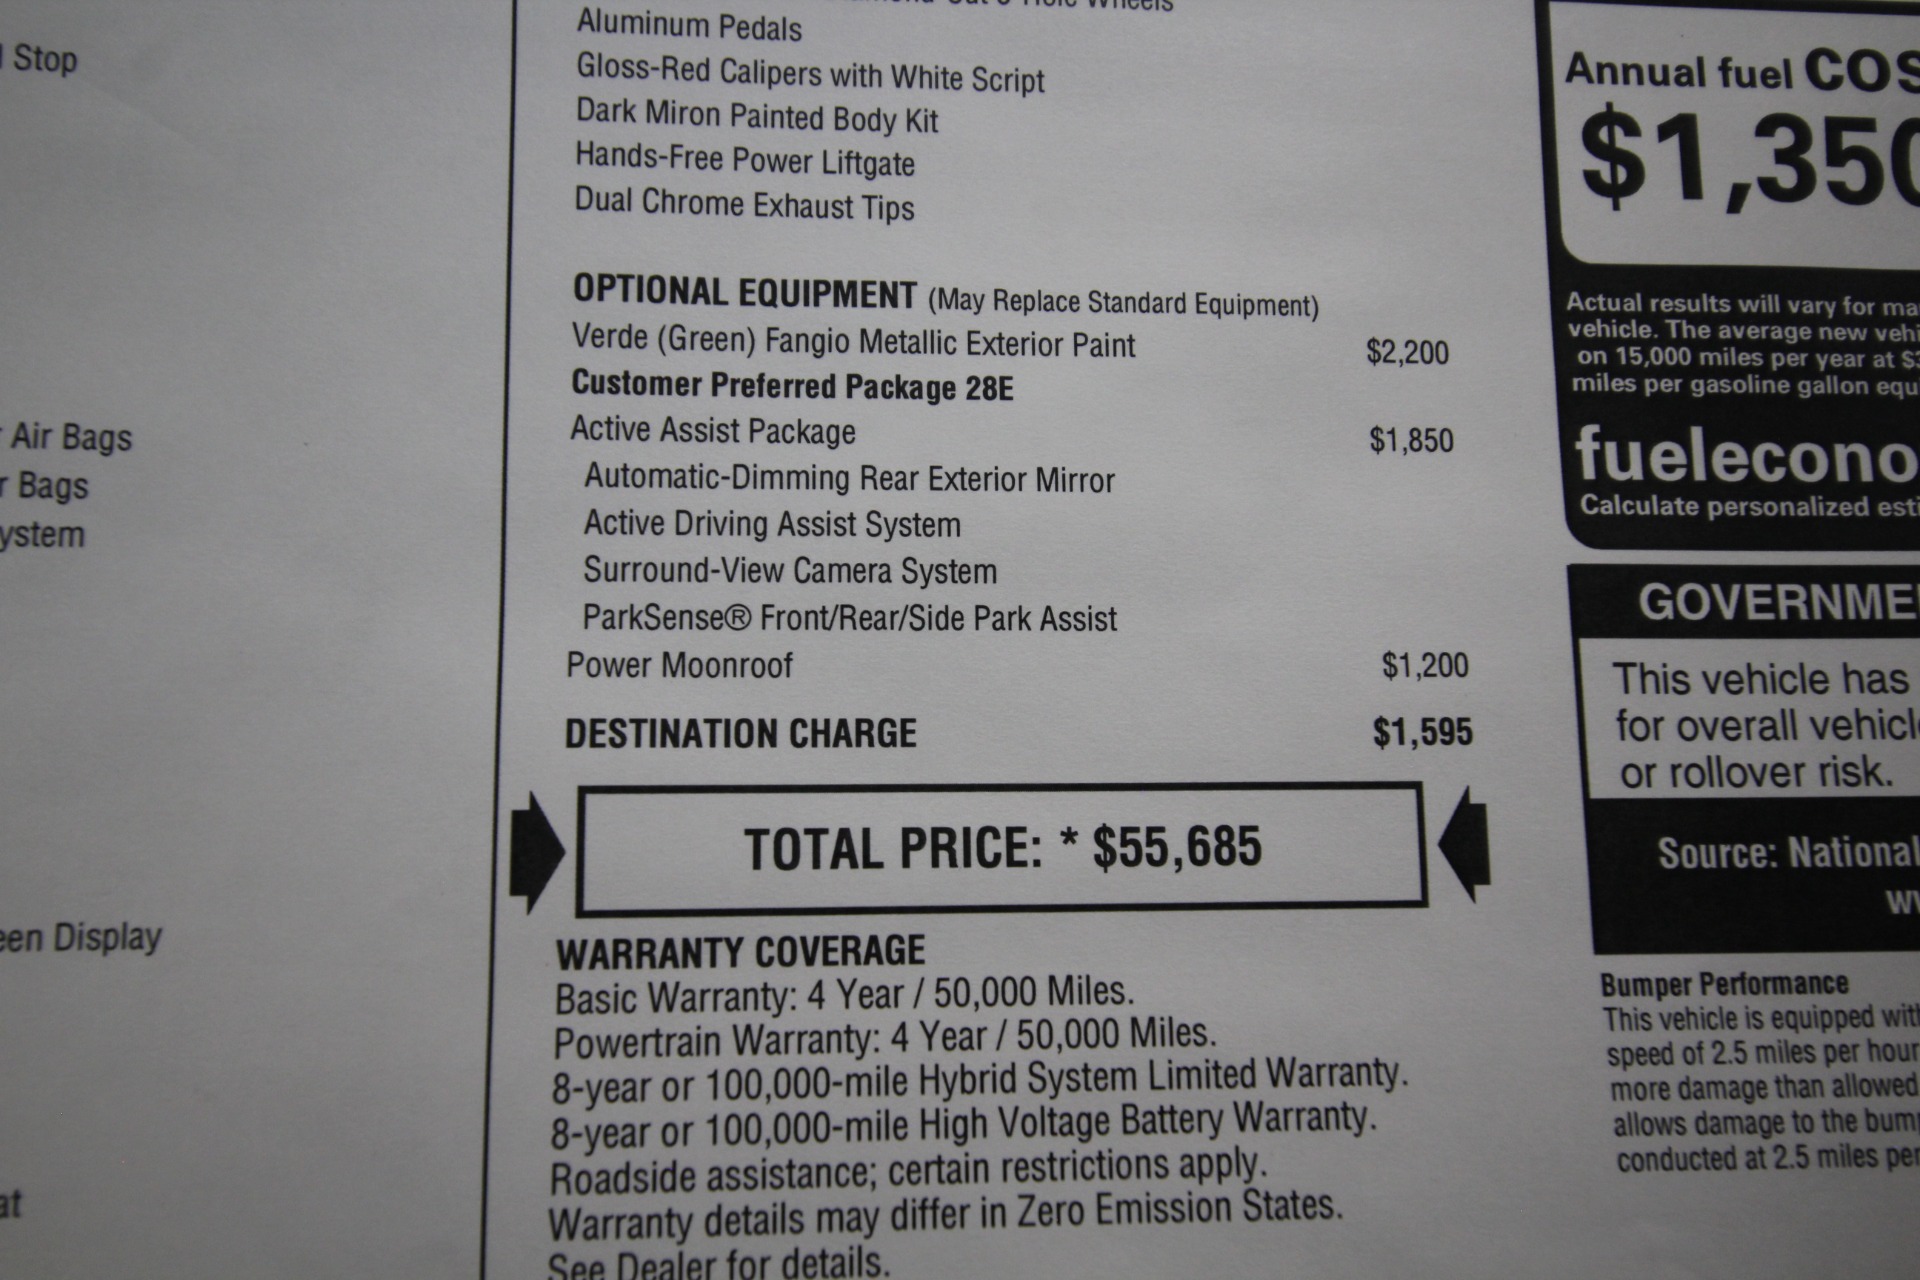 Stop
Air Bags
Bags
Display
Wheels
Aluminum Pedals
Gloss-Red Calipers with White Script
Dark Miron Painted Body Kit
Hands-Free Power Liftgate
Dual Chrome Exhaust Tips
OPTIONAL EQUIPMENT (May Replace Standard Equipment)
Verde (Green) Fangio Metallic Exterior Paint $2,200
Customer Preferred Package 28E
Active Assist Package $1,850
Automatic-Dimming Rear Exterior Mirror
Active Driving Assist System
Surround-View Camera System
ParkSense® Front/Rear/Side Park Assist
Power Moonroof $1,200
DESTINATION CHARGE $1,595
TOTAL PRICE: * $55,685
WARRANTY COVERAGE
Basic Warranty: 4 Year / 50,000 Miles.
Powertrain Warranty: 4 Year / 50,000 Miles.
8-year or 100,000-mile Hybrid System Limited Warranty.
8-year or 100,000-mile High Voltage Battery Warranty.
Roadside assistance; certain restrictions apply.
Warranty details may differ in Zero Emission States.
See Dealer for details.
Annual fuel
$1,350
Actual results will vary for
vehicle. The average new
on 15,000 miles per year at
miles per gasoline gallon
Calculate personalized
This vehicle has
for overall
or rollover risk.
Source: National
Bumper Performance
This vehicle is equipped
speed of 2.5 miles per hour
more damage than allowed
allows damage to the
conducted at 2.5 miles